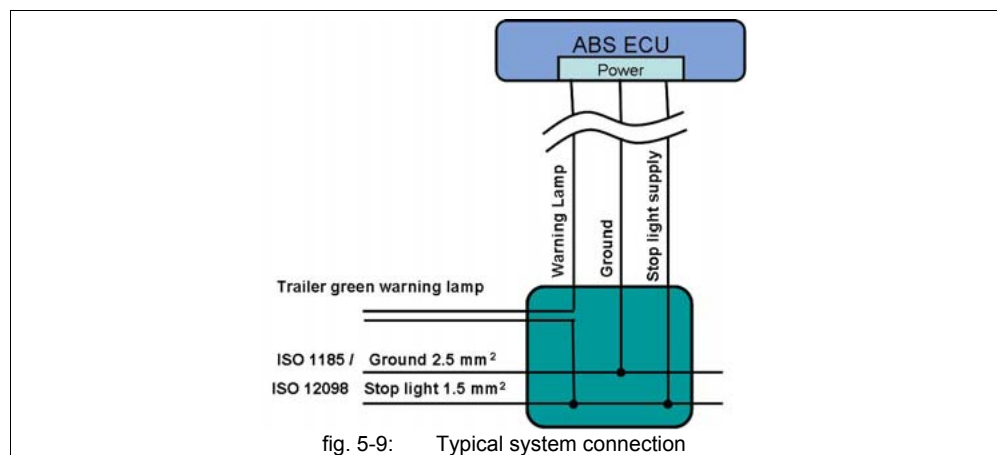 ABS ECU
Power
Warning Lamp
Ground
Stop light supply
Trailer green warning lamp
ISO 1185 / Ground 2.5 mm²
ISO 12098 Stop light 1.5 mm²
fig. 5-9: Typical system connection